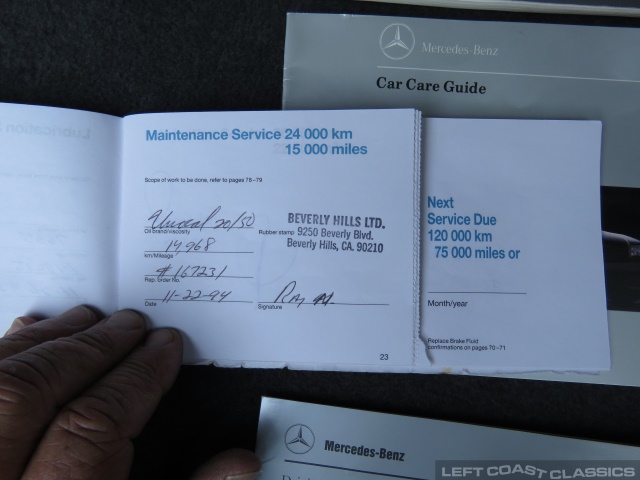 Mercedes-Benz
Car Care Guide
Maintenance Service 24 000 km
15 000 miles
Scope of work to be done, refer to pages 78-79
20/50
Oil brand/viscosity
14968
km/Mileage
#167231
Rep. order No.
11-22-94
Date
Rubber stamp
BEVERLY HILLS LTD.
9250 Beverly Blvd.
Beverly Hills, CA. 90210
Ray M.
Signature
23
Next
Service Due
120 000 km
75 000 miles or
Month/year
Replace Brake Fluid
confirmations on page 70-71
Mercedes-Benz
LEFT COAST CLASSICS